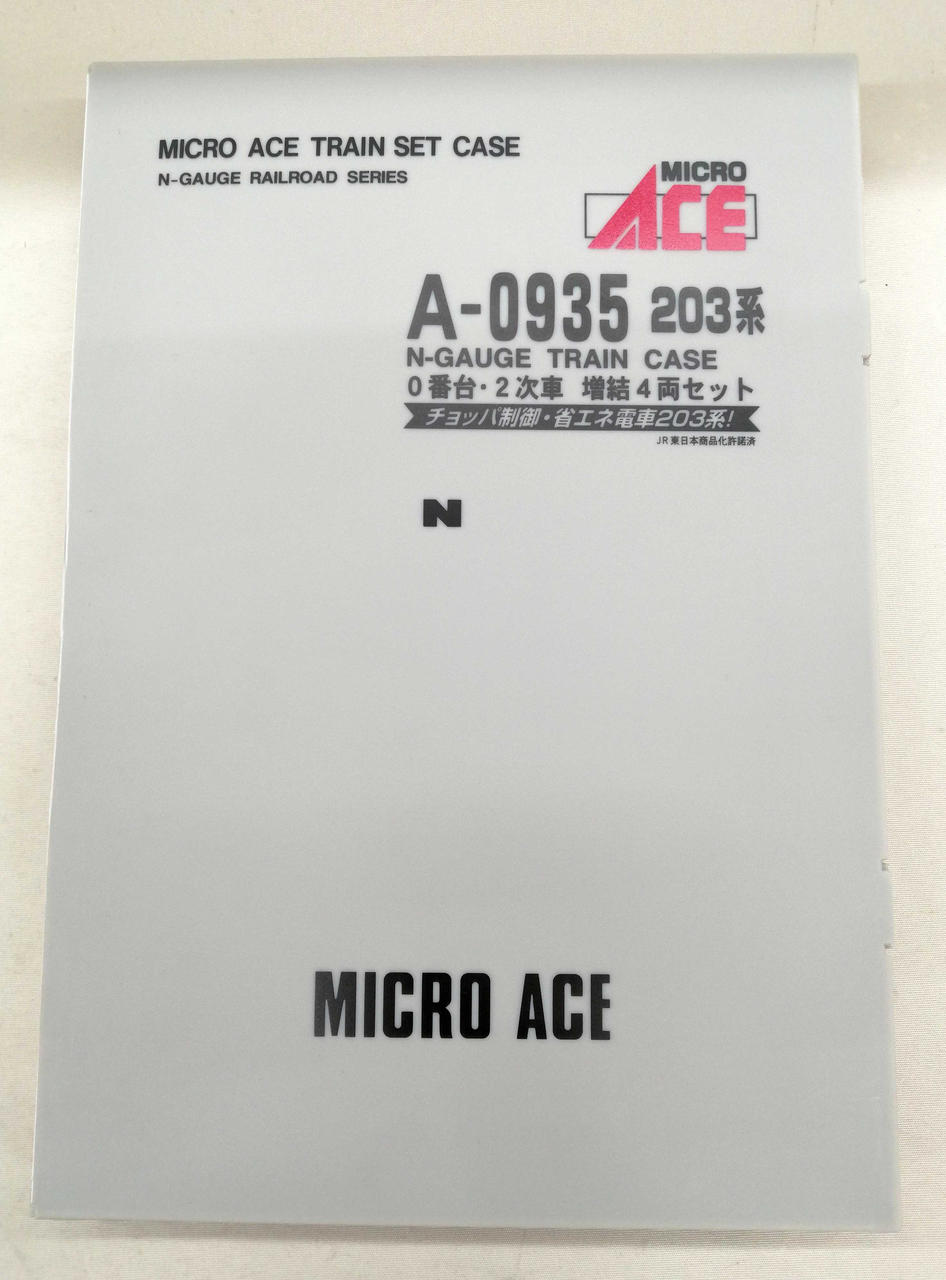 MICRO ACE TRAIN SET CASE
N-GAUGE RAILROAD SERIES
MICRO
ACE
A-0935 203系
N-GAUGE TRAIN CASE
0番台・2次車 増結4両セット
チョッパ制御・省エネ電車203系!
JR東日本商品化許諾済
N
MICRO ACE